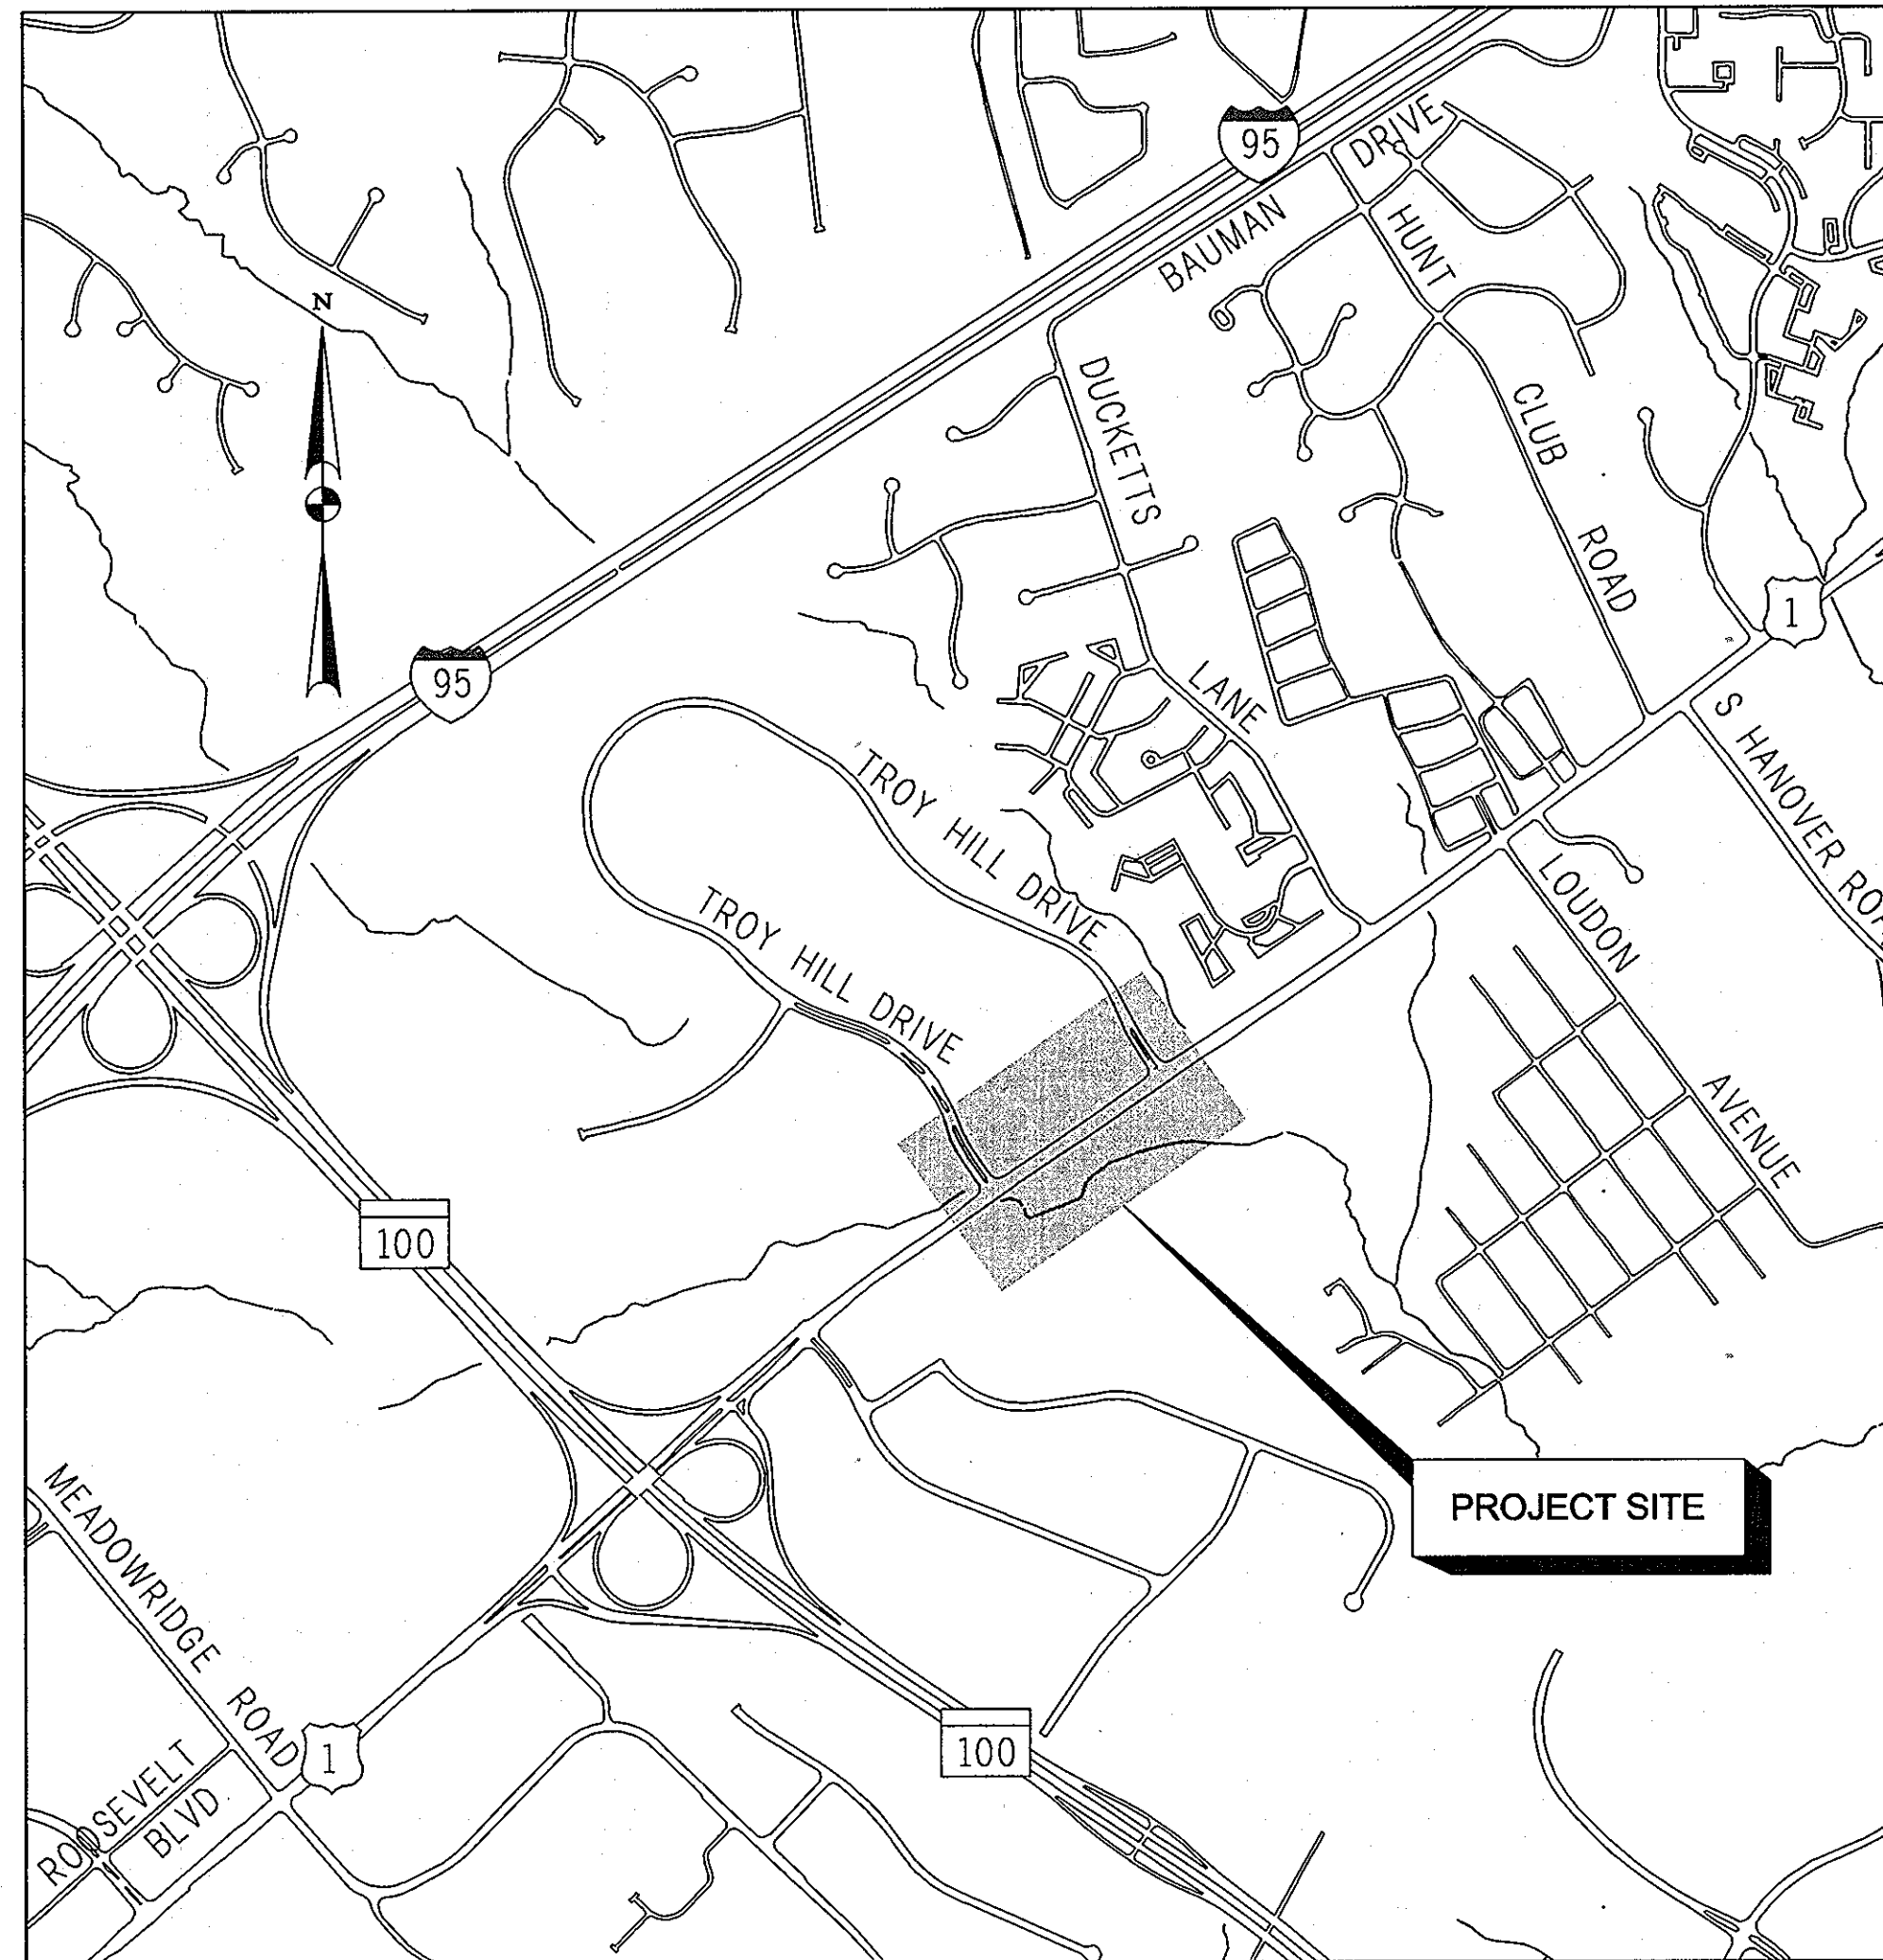 95
DRIVE
BAUMAN
HUNT
N
DUCKETTS
CLUB
ROAD
1
95
LANE
S HANOVER ROA
TROY HILL DRIVE
TROY HILL DRIVE
LOUDON
AVENUE
100
PROJECT SITE
MEADOWRIDGE ROAD
1
100
ROOSEVELT
BLVD